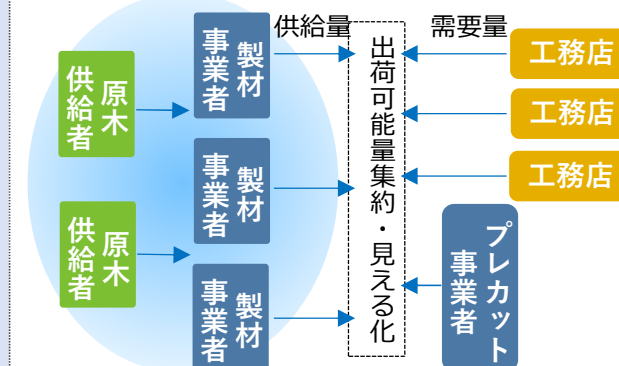 供給量
需要量
原木
供給者
製材
事業者
出荷可能量集約・見える化
工務店
工務店
製材
事業者
工務店
原木
供給者
プレカット
事業者
製材
事業者